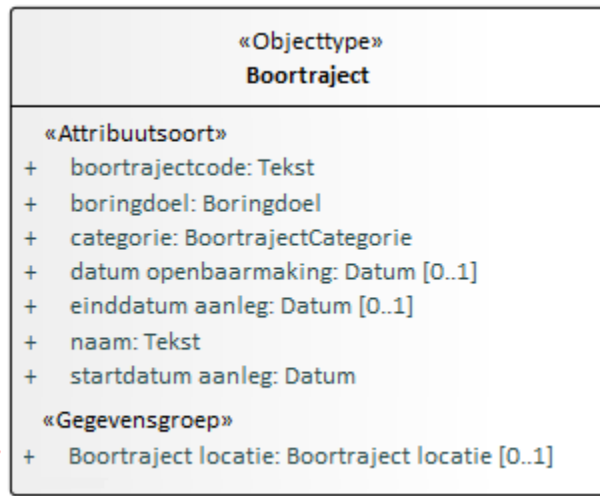 «Objecttype»
Boortraject
«Attribuutsoort»
+ boortrajectcode: Tekst
+ boringdoel: Boringdoel
+ categorie: BoortrajectCategorie
+ datum openbaarmaking: Datum [0..1]
+ einddatum aanleg: Datum [0..1]
+ naam: Tekst
+ startdatum aanleg: Datum
«Gegevensgroep»
+ Boortraject locatie: Boortraject locatie [0..1]